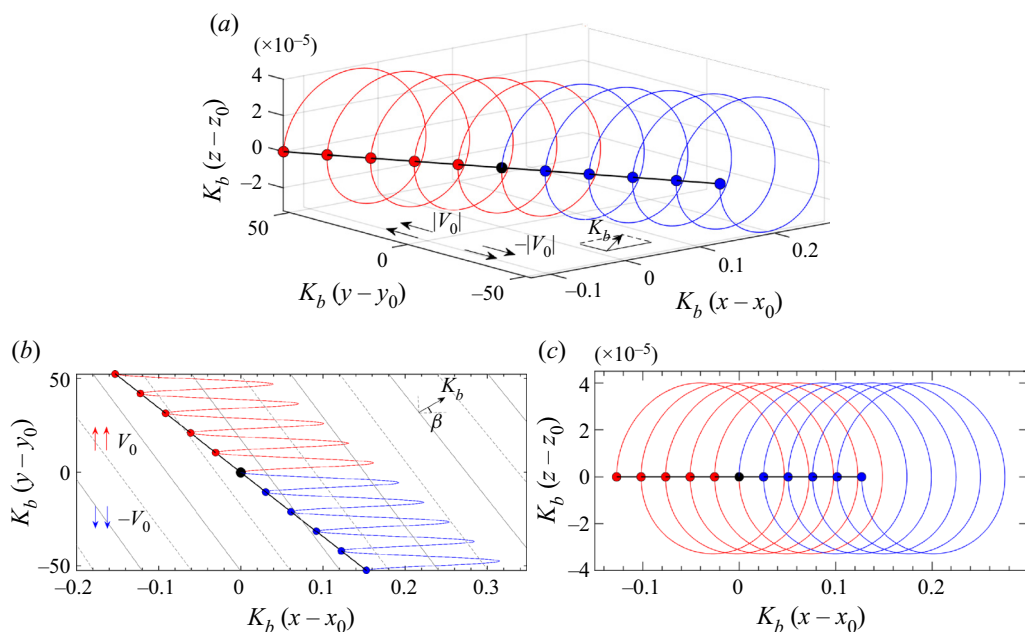 (a)
(×10⁻⁵)
4
2
0
−2
K_b (z − z_0)
50
0
−50
K_b (y − y_0)
|V_0|
−|V_0|
K_b
−0.1
0
0.1
0.2
K_b (x − x_0)
(b)
50
0
−50
K_b (y − y_0)
V_0
−V_0
K_b
β
−0.2
−0.1
0
0.1
0.2
0.3
K_b (x − x_0)
(c)
(×10⁻⁵)
4
2
0
−2
−4
K_b (z − z_0)
−0.1
0
0.1
0.2
K_b (x − x_0)